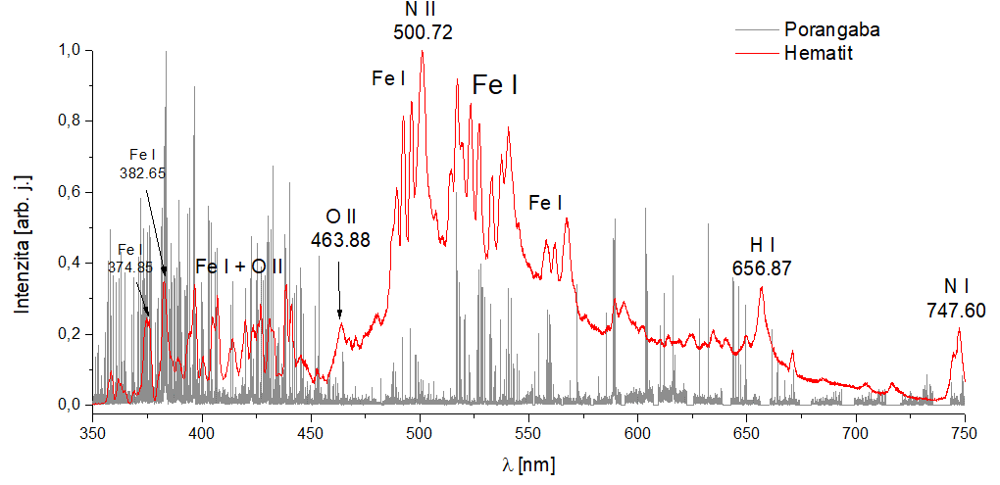 N II
500.72
Porangaba
Hematit
Fe I
Fe I
Fe I
382.65
Fe I
374.85
Fe I + O II
O II
463.88
Fe I
H I
656.87
N I
747.60
Intenzita [arb. j.]
1,0
0,8
0,6
0,4
0,2
0,0
350
400
450
500
550
600
650
700
750
λ [nm]